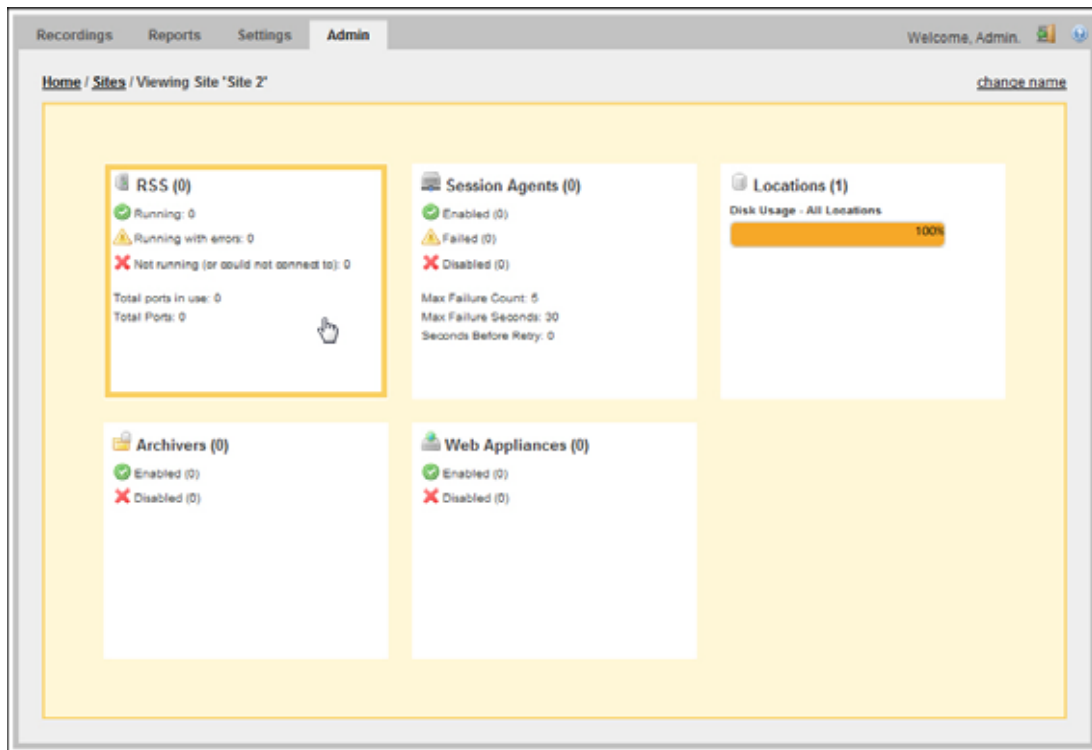 Recordings Reports Settings Admin Welcome, Admin.
Home / Sites / Viewing Site "Site 2" change name
RSS (0)
Running: 0
Running with errors: 0
Not running (or could not connect to): 0
Total ports in use: 0
Total Ports: 0
Session Agents (0)
Enabled (0)
Failed (0)
Disabled (0)
Max Failure Count: 5
Max Failure Seconds: 30
Seconds Before Retry: 0
Locations (1)
Disk Usage - All Locations
100%
Archivers (0)
Enabled (0)
Disabled (0)
Web Appliances (0)
Enabled (0)
Disabled (0)